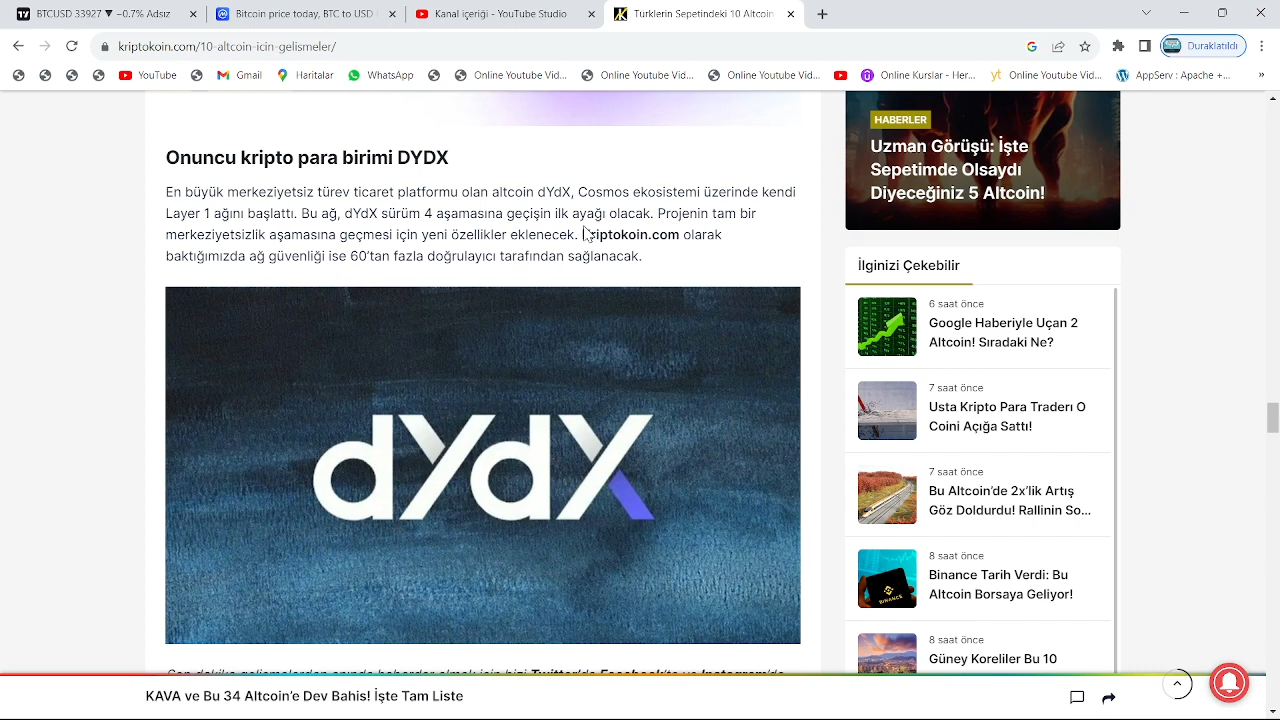 BTCUSD 33927 ▼ −0.7% Adsız
Bitcoin price today, BTC to USD
Kanal içeriği - YouTube Studio
Türklerin Sepetindeki 10 Altcoin
kriptokoin.com/10-altcoin-icin-gelismeler/
Duraklatıldı
YouTube
Gmail
Haritalar
WhatsApp
Online Youtube Vid...
Online Youtube Vid...
Online Youtube Vid...
Online Kurslar - Her...
Online Youtube Vid...
AppServ : Apache +...
»
Onuncu kripto para birimi DYDX
En büyük merkeziyetsiz türev ticaret platformu olan altcoin dYdX, Cosmos ekosistemi üzerinde kendi
Layer 1 ağını başlattı. Bu ağ, dYdX sürüm 4 aşamasına geçişin ilk ayağı olacak. Projenin tam bir
merkeziyetsizlik aşamasına geçmesi için yeni özellikler eklenecek. Kriptokoin.com olarak
baktığımızda ağ güvenliği ise 60’tan fazla doğrulayıcı tarafından sağlanacak.
dYdX
HABERLER
Uzman Görüşü: İşte
Sepetimde Olsaydı
Diyeceğiniz 5 Altcoin!
İlginizi Çekebilir
6 saat önce
Google Haberiyle Uçan 2
Altcoin! Sıradaki Ne?
7 saat önce
Usta Kripto Para Traderı O
Coini Açığa Sattı!
7 saat önce
Bu Altcoin’de 2x’lik Artış
Göz Doldurdu! Rallinin So...
8 saat önce
Binance Tarih Verdi: Bu
Altcoin Borsaya Geliyor!
BINANCE
8 saat önce
Güney Koreliler Bu 10
KAVA ve Bu 34 Altcoin’e Dev Bahis! İşte Tam Liste